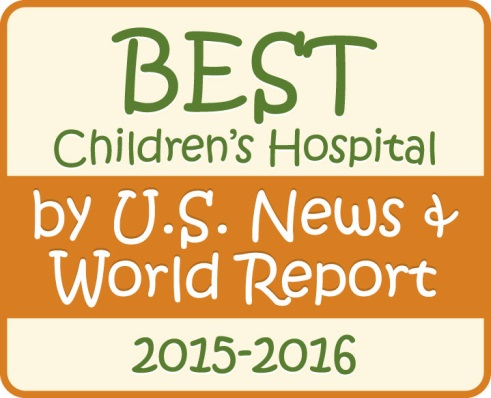 BEST
Children's Hospital
by U.S. News &
World Report
2015-2016